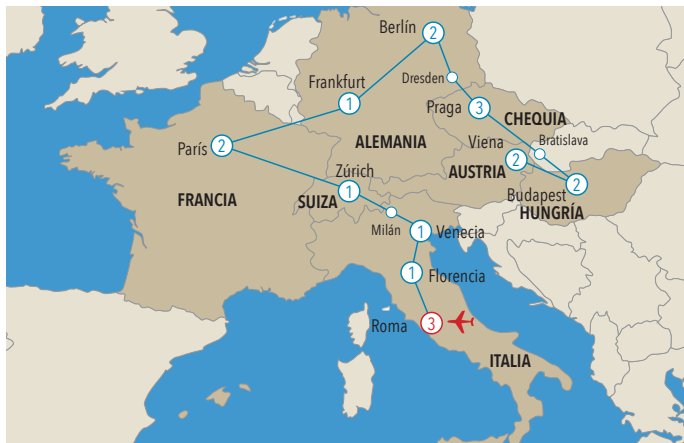 Berlín
2
Dresden
Frankfurt
1
Praga
3
CHEQUIA
París
2
ALEMANIA
Viena
2
Bratislava
Zúrich
1
AUSTRIA
2
Budapest
HUNGRÍA
FRANCIA
SUIZA
Milán
1
Venecia
1
Florencia
Roma
3
ITALIA